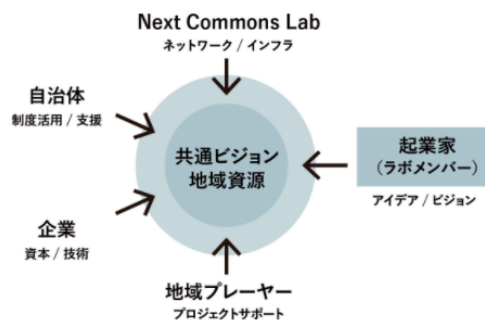 Next Commons Lab
ネットワーク / インフラ
自治体
制度活用 / 支援
共通ビジョン
地域資源
起業家
（ラボメンバー）
アイデア / ビジョン
企業
資本 / 技術
地域プレーヤー
プロジェクトサポート